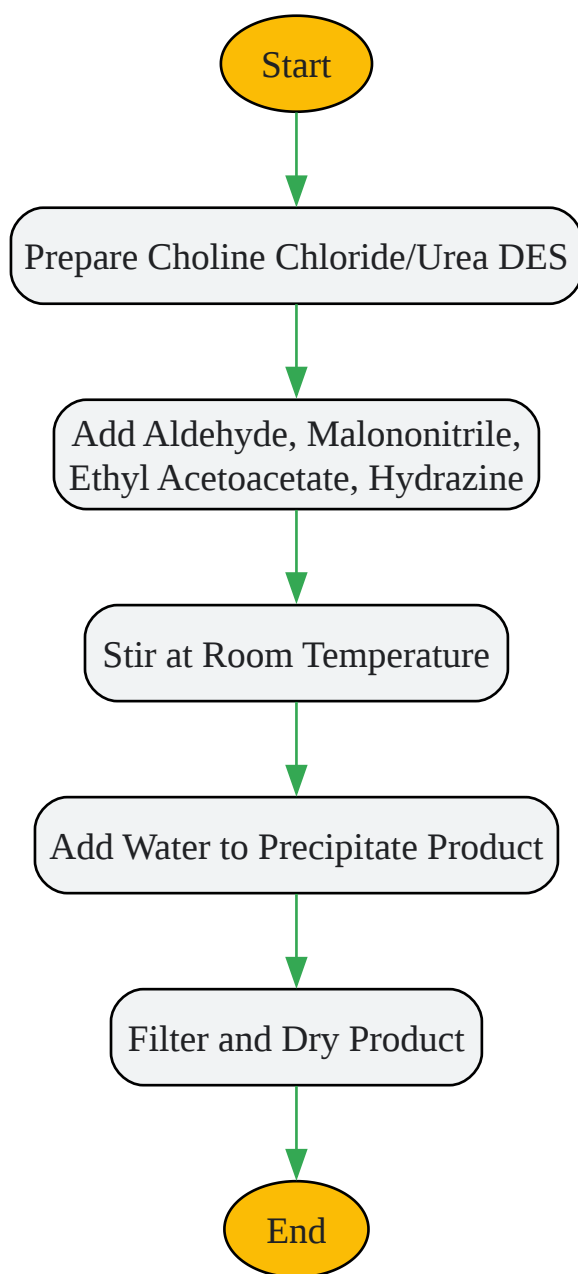 Start
Prepare Choline Chloride/Urea DES
Add Aldehyde, Malononitrile,
Ethyl Acetoacetate, Hydrazine
Stir at Room Temperature
Add Water to Precipitate Product
Filter and Dry Product
End